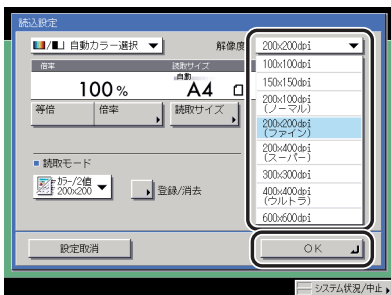 読込設定
自動カラー選択
解像度
200x200dpi
倍率
読取サイズ
100 %
自動
A4
等倍
倍率
読取サイズ
100x100dpi
150x150dpi
200x100dpi
(ノーマル)
200x200dpi
(ファイン)
200x400dpi
(スーパー)
300x300dpi
400x400dpi
(ウルトラ)
600x600dpi
読取モード
カラー/2値
200x200
登録/消去
設定取消
OK
システム状況/中止